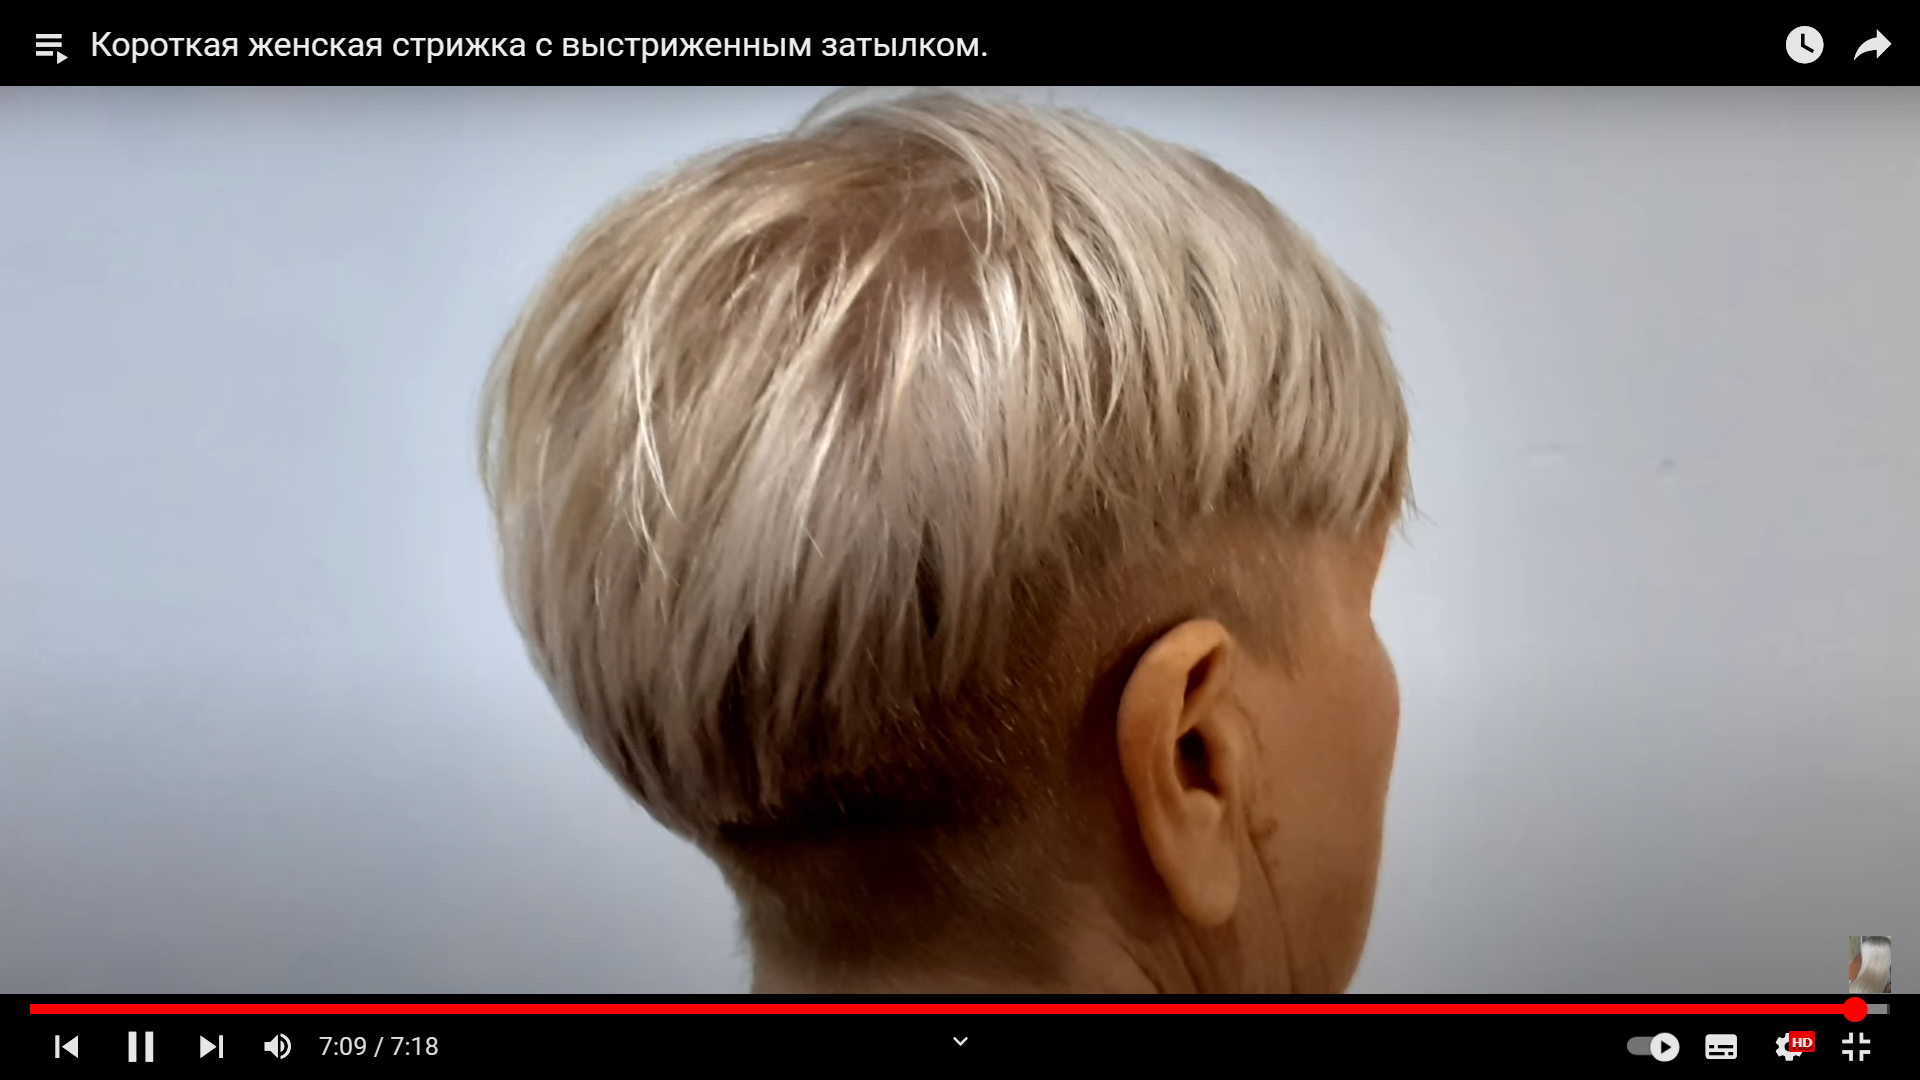 Короткая женская стрижка с выстриженным затылком.
7:09 / 7:18
HD